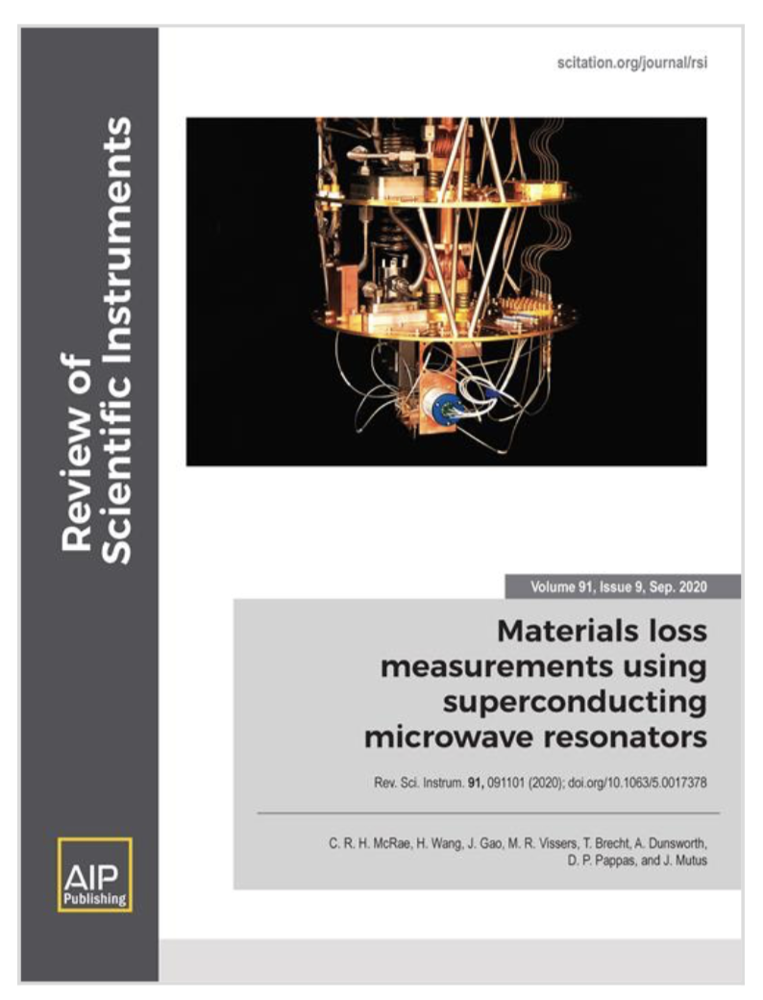 scitation.org/journal/rsi
Review of
Scientific Instruments
Volume 91, Issue 9, Sep. 2020
Materials loss
measurements using
superconducting
microwave resonators
Rev. Sci. Instrum. 91, 091101 (2020); doi.org/10.1063/5.0017378
C. R. H. McRae, H. Wang, J. Gao, M. R. Vissers, T. Brecht, A. Dunsworth,
D. P. Pappas, and J. Mutus
AIP
Publishing